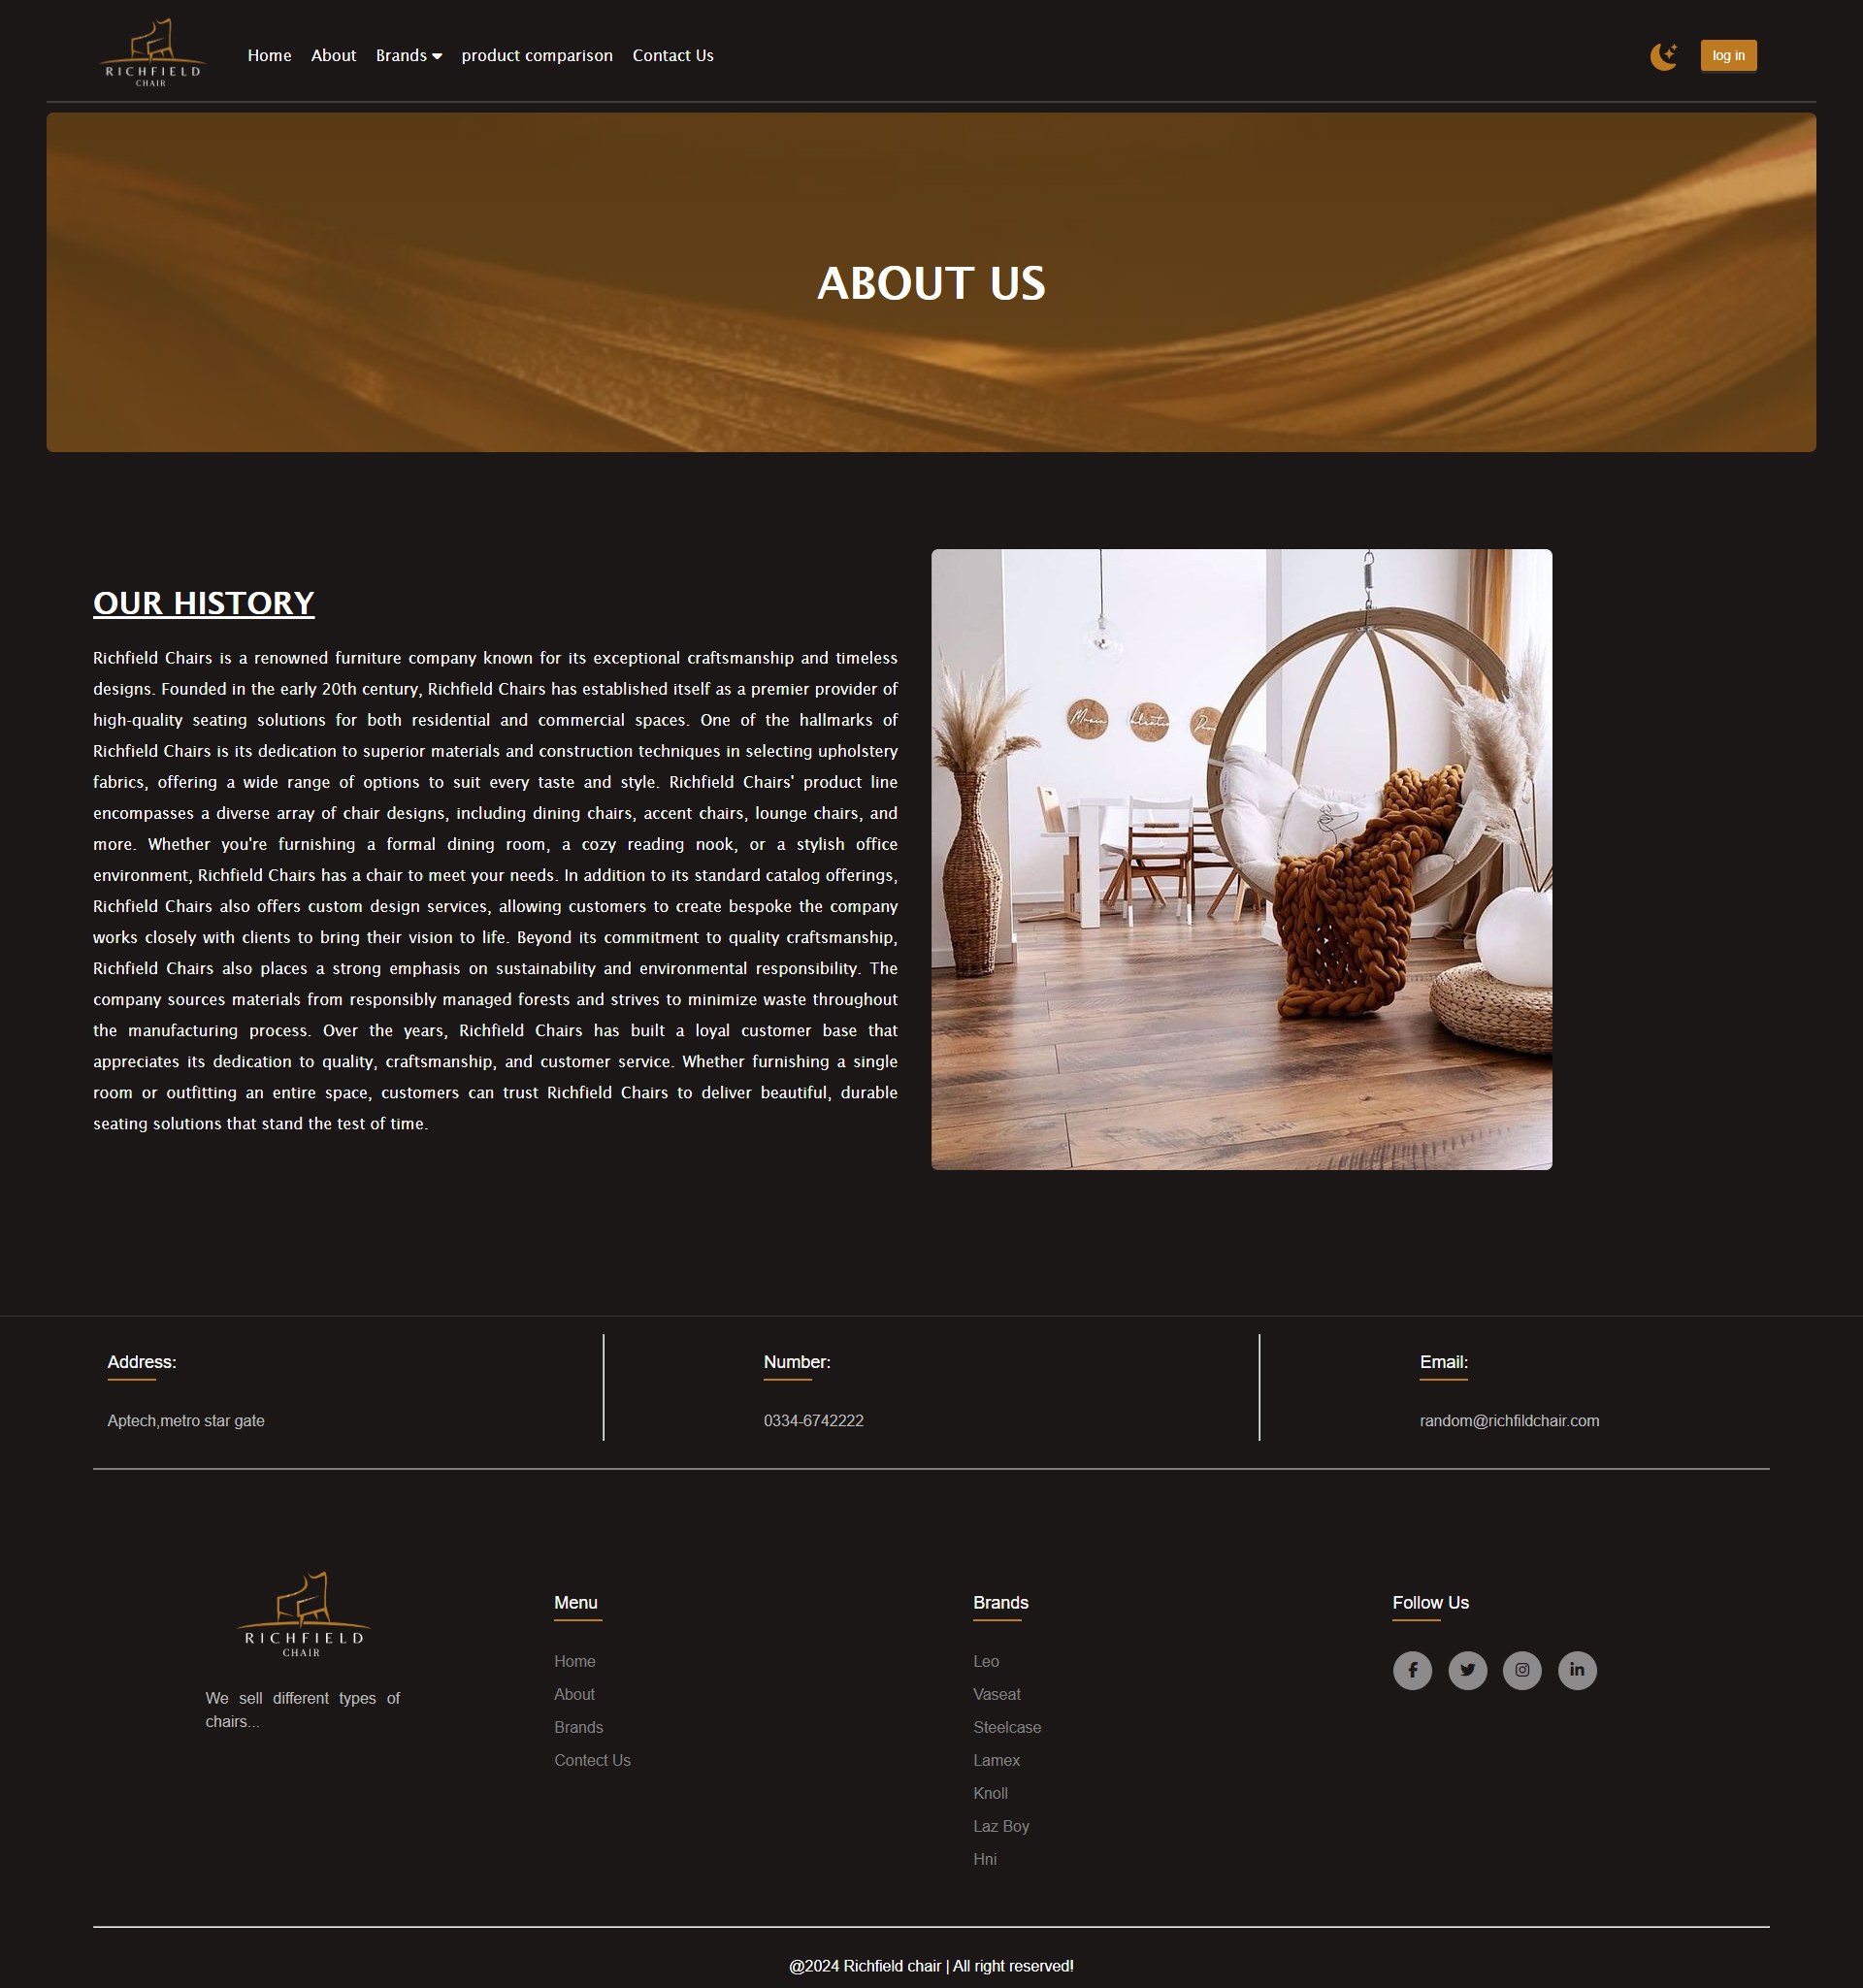 RICHFIELD
CHAIR
Home About Brands product comparison Contact Us
log in
ABOUT US
OUR HISTORY
Richfield Chairs is a renowned furniture company known for its exceptional craftsmanship and timeless
designs. Founded in the early 20th century, Richfield Chairs has established itself as a premier provider of
high-quality seating solutions for both residential and commercial spaces. One of the hallmarks of
Richfield Chairs is its dedication to superior materials and construction techniques in selecting upholstery
fabrics, offering a wide range of options to suit every taste and style. Richfield Chairs' product line
encompasses a diverse array of chair designs, including dining chairs, accent chairs, lounge chairs, and
more. Whether you're furnishing a formal dining room, a cozy reading nook, or a stylish office
environment, Richfield Chairs has a chair to meet your needs. In addition to its standard catalog offerings,
Richfield Chairs also offers custom design services, allowing customers to create bespoke the company
works closely with clients to bring their vision to life. Beyond its commitment to quality craftsmanship,
Richfield Chairs also places a strong emphasis on sustainability and environmental responsibility. The
company sources materials from responsibly managed forests and strives to minimize waste throughout
the manufacturing process. Over the years, Richfield Chairs has built a loyal customer base that
appreciates its dedication to quality, craftsmanship, and customer service. Whether furnishing a single
room or outfitting an entire space, customers can trust Richfield Chairs to deliver beautiful, durable
seating solutions that stand the test of time.
Address:
Aptech,metro star gate
Number:
0334-6742222
Email:
random@richfildchair.com
RICHFIELD
CHAIR
We sell different types of
chairs...
Menu
Home
About
Brands
Contect Us
Brands
Leo
Vaseat
Steelcase
Lamex
Knoll
Laz Boy
Hni
Follow Us
@2024 Richfield chair | All right reserved!